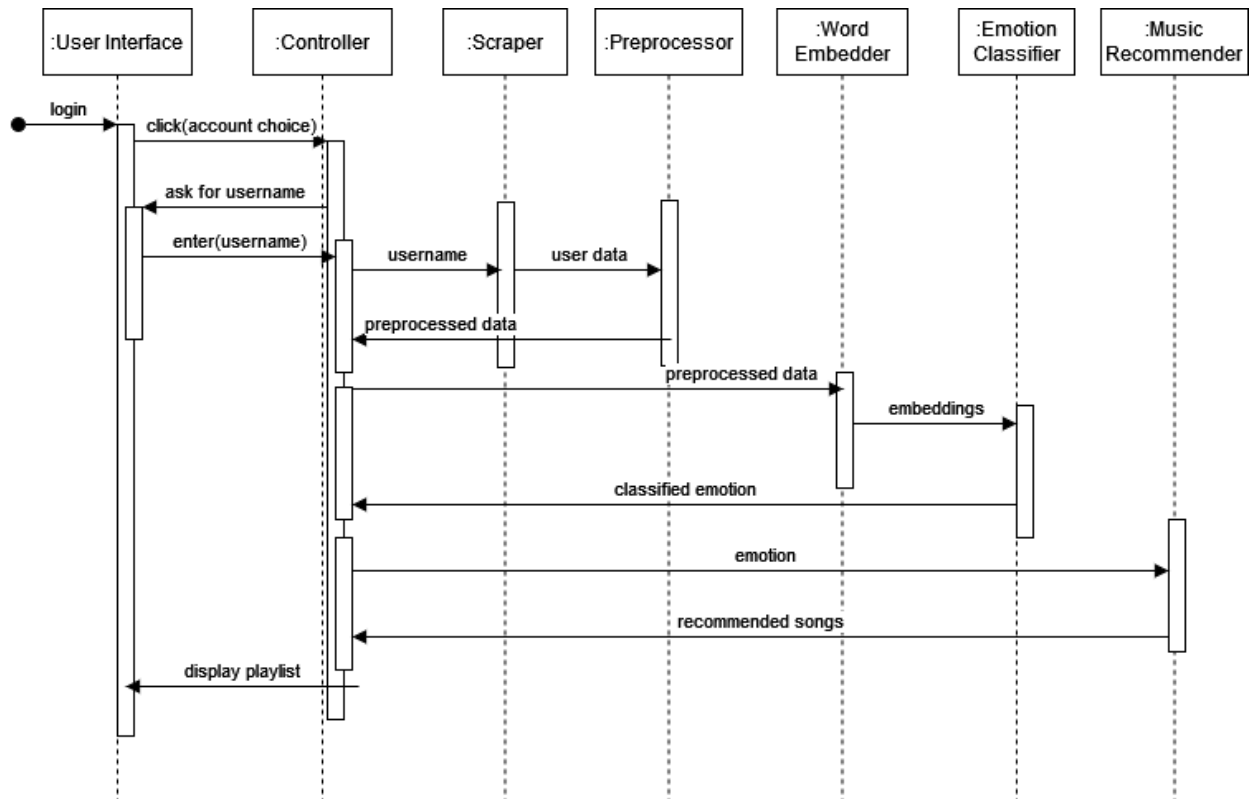 :User Interface
:Controller
:Scraper
:Preprocessor
:Word
Embedder
:Emotion
Classifier
:Music
Recommender
login
click(account choice)
ask for username
enter(username)
username
user data
preprocessed data
preprocessed data
embeddings
classified emotion
emotion
recommended songs
display playlist